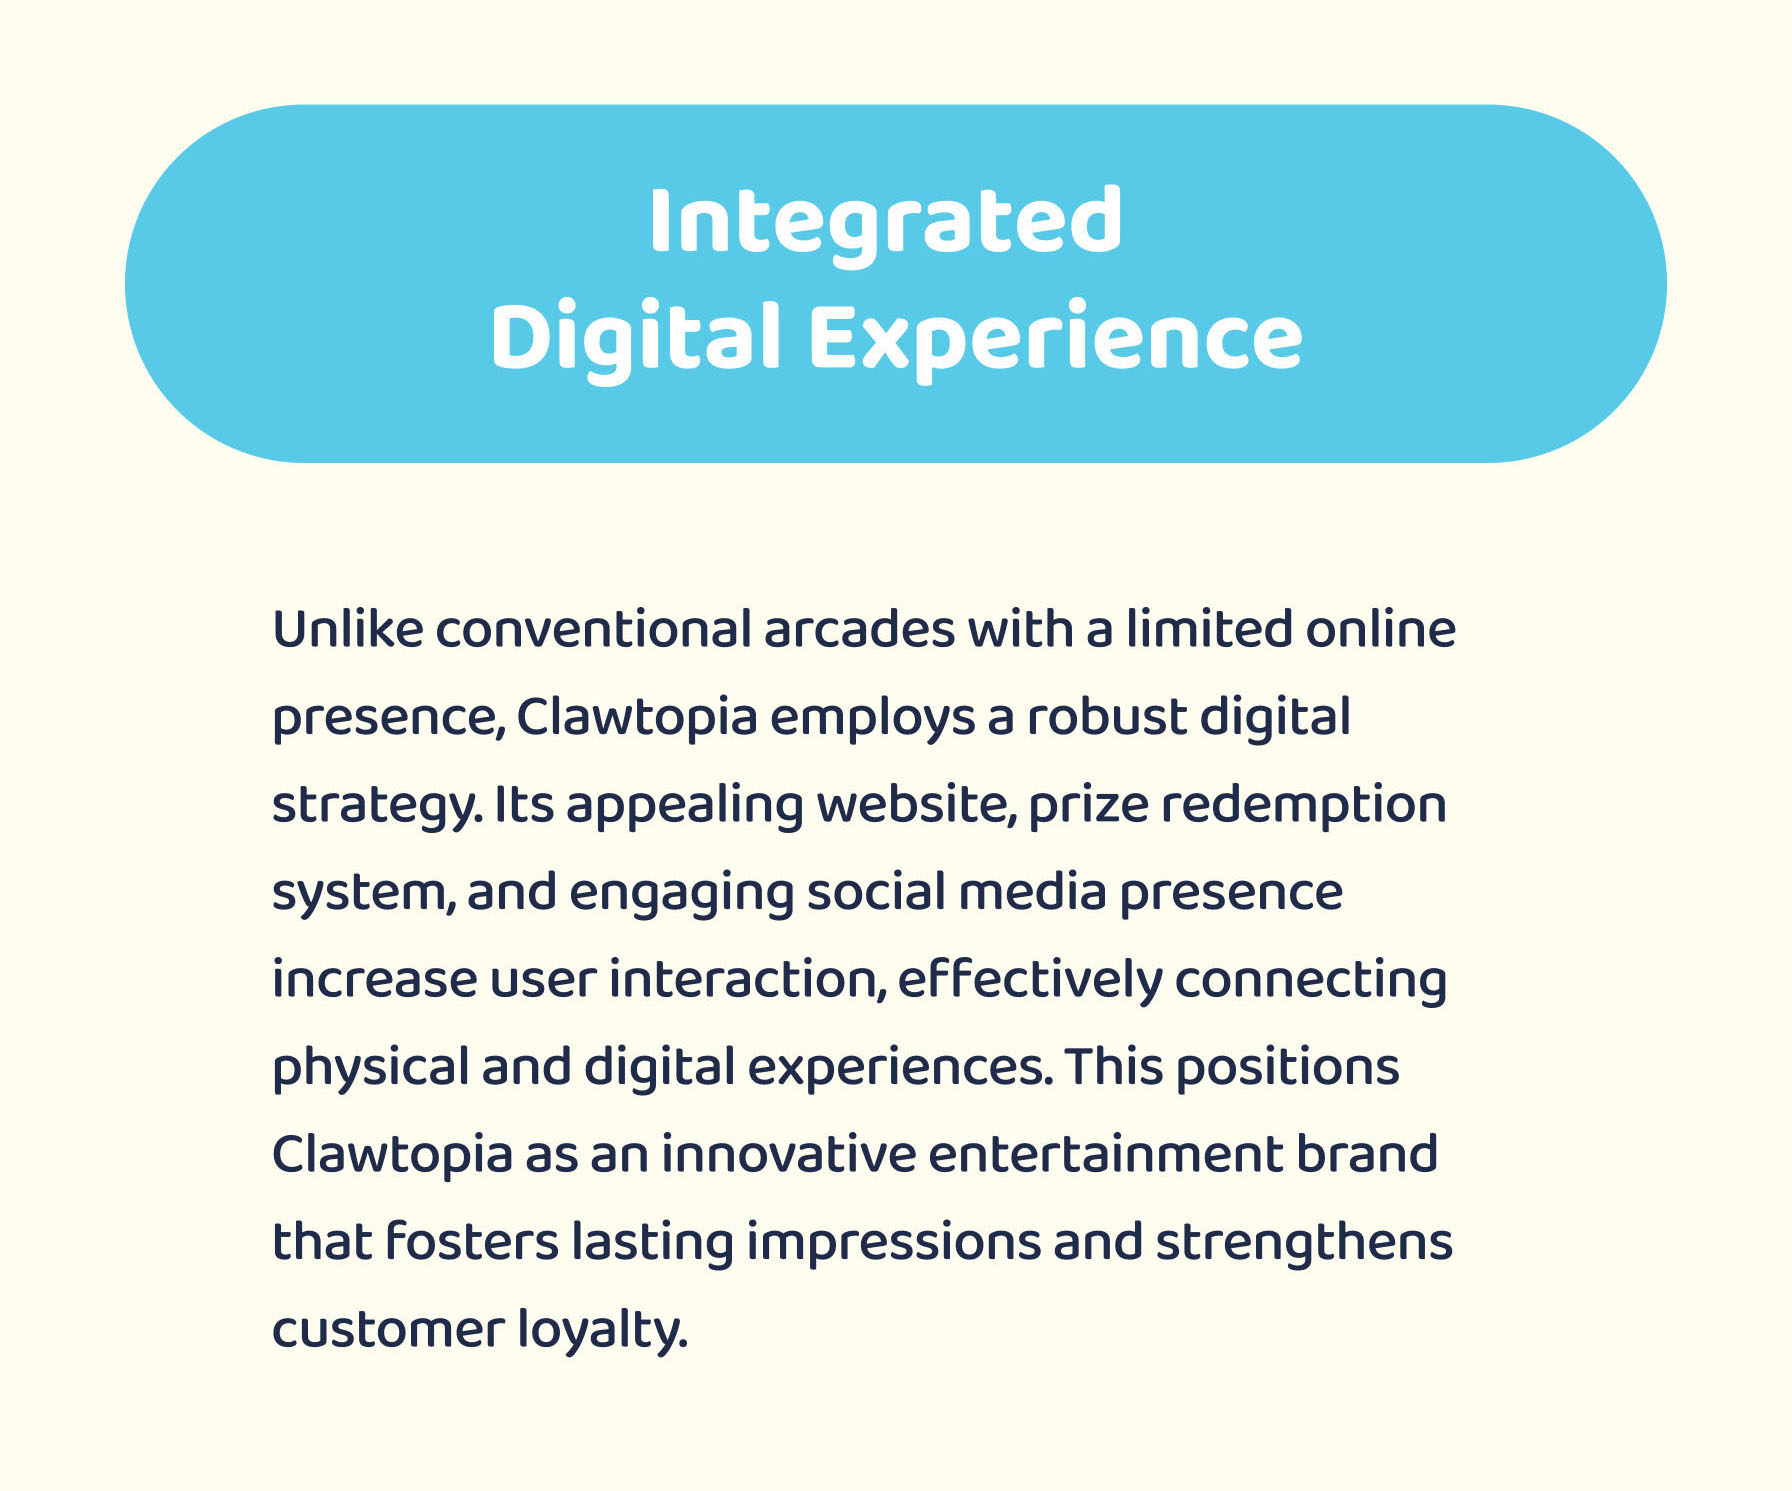 Integrated
Digital Experience
Unlike conventional arcades with a limited online
presence, Clawtopia employs a robust digital
strategy. Its appealing website, prize redemption
system, and engaging social media presence
increase user interaction, effectively connecting
physical and digital experiences. This positions
Clawtopia as an innovative entertainment brand
that fosters lasting impressions and strengthens
customer loyalty.